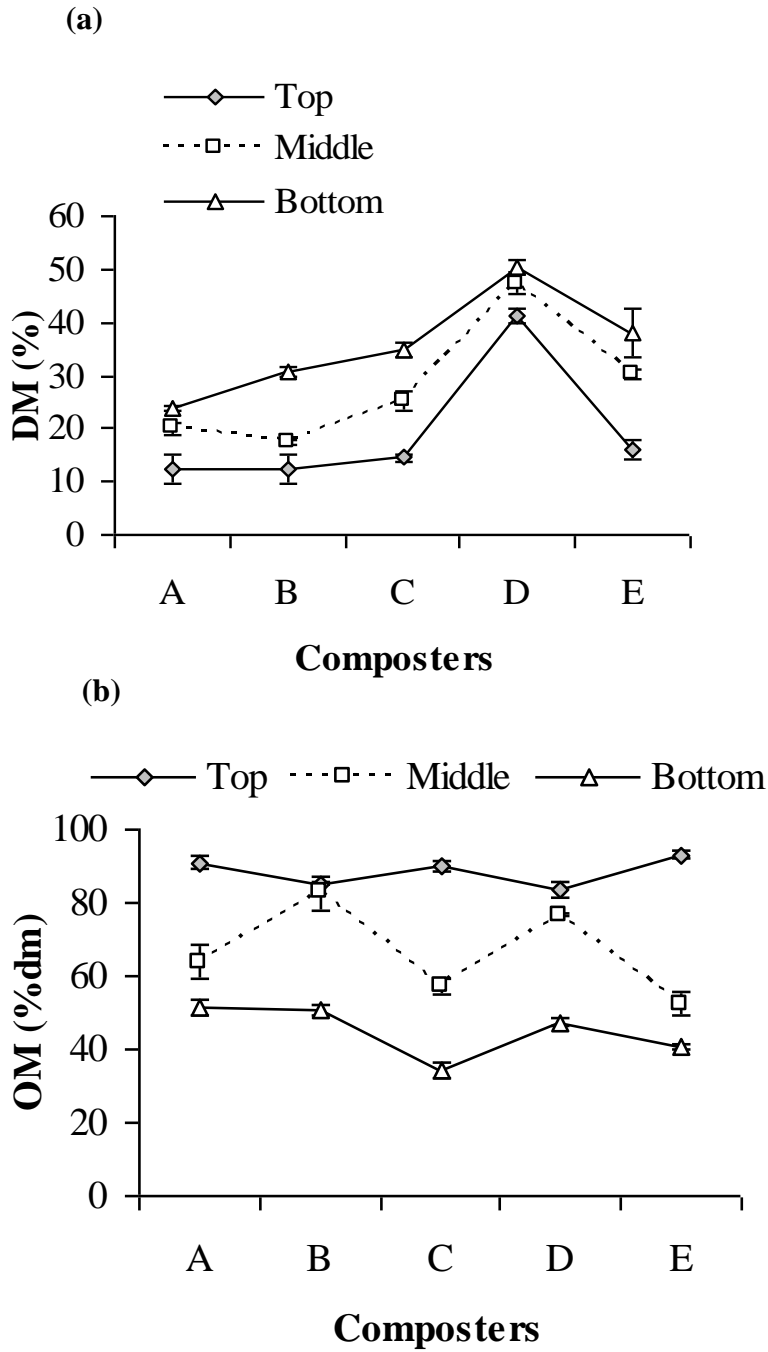 (a)
Top
Middle
Bottom
60
50
40
30
20
10
0
DM (%)
A B C D E
Composters
(b)
Top Middle Bottom
100
80
60
40
20
0
OM (%dm)
A B C D E
Composters